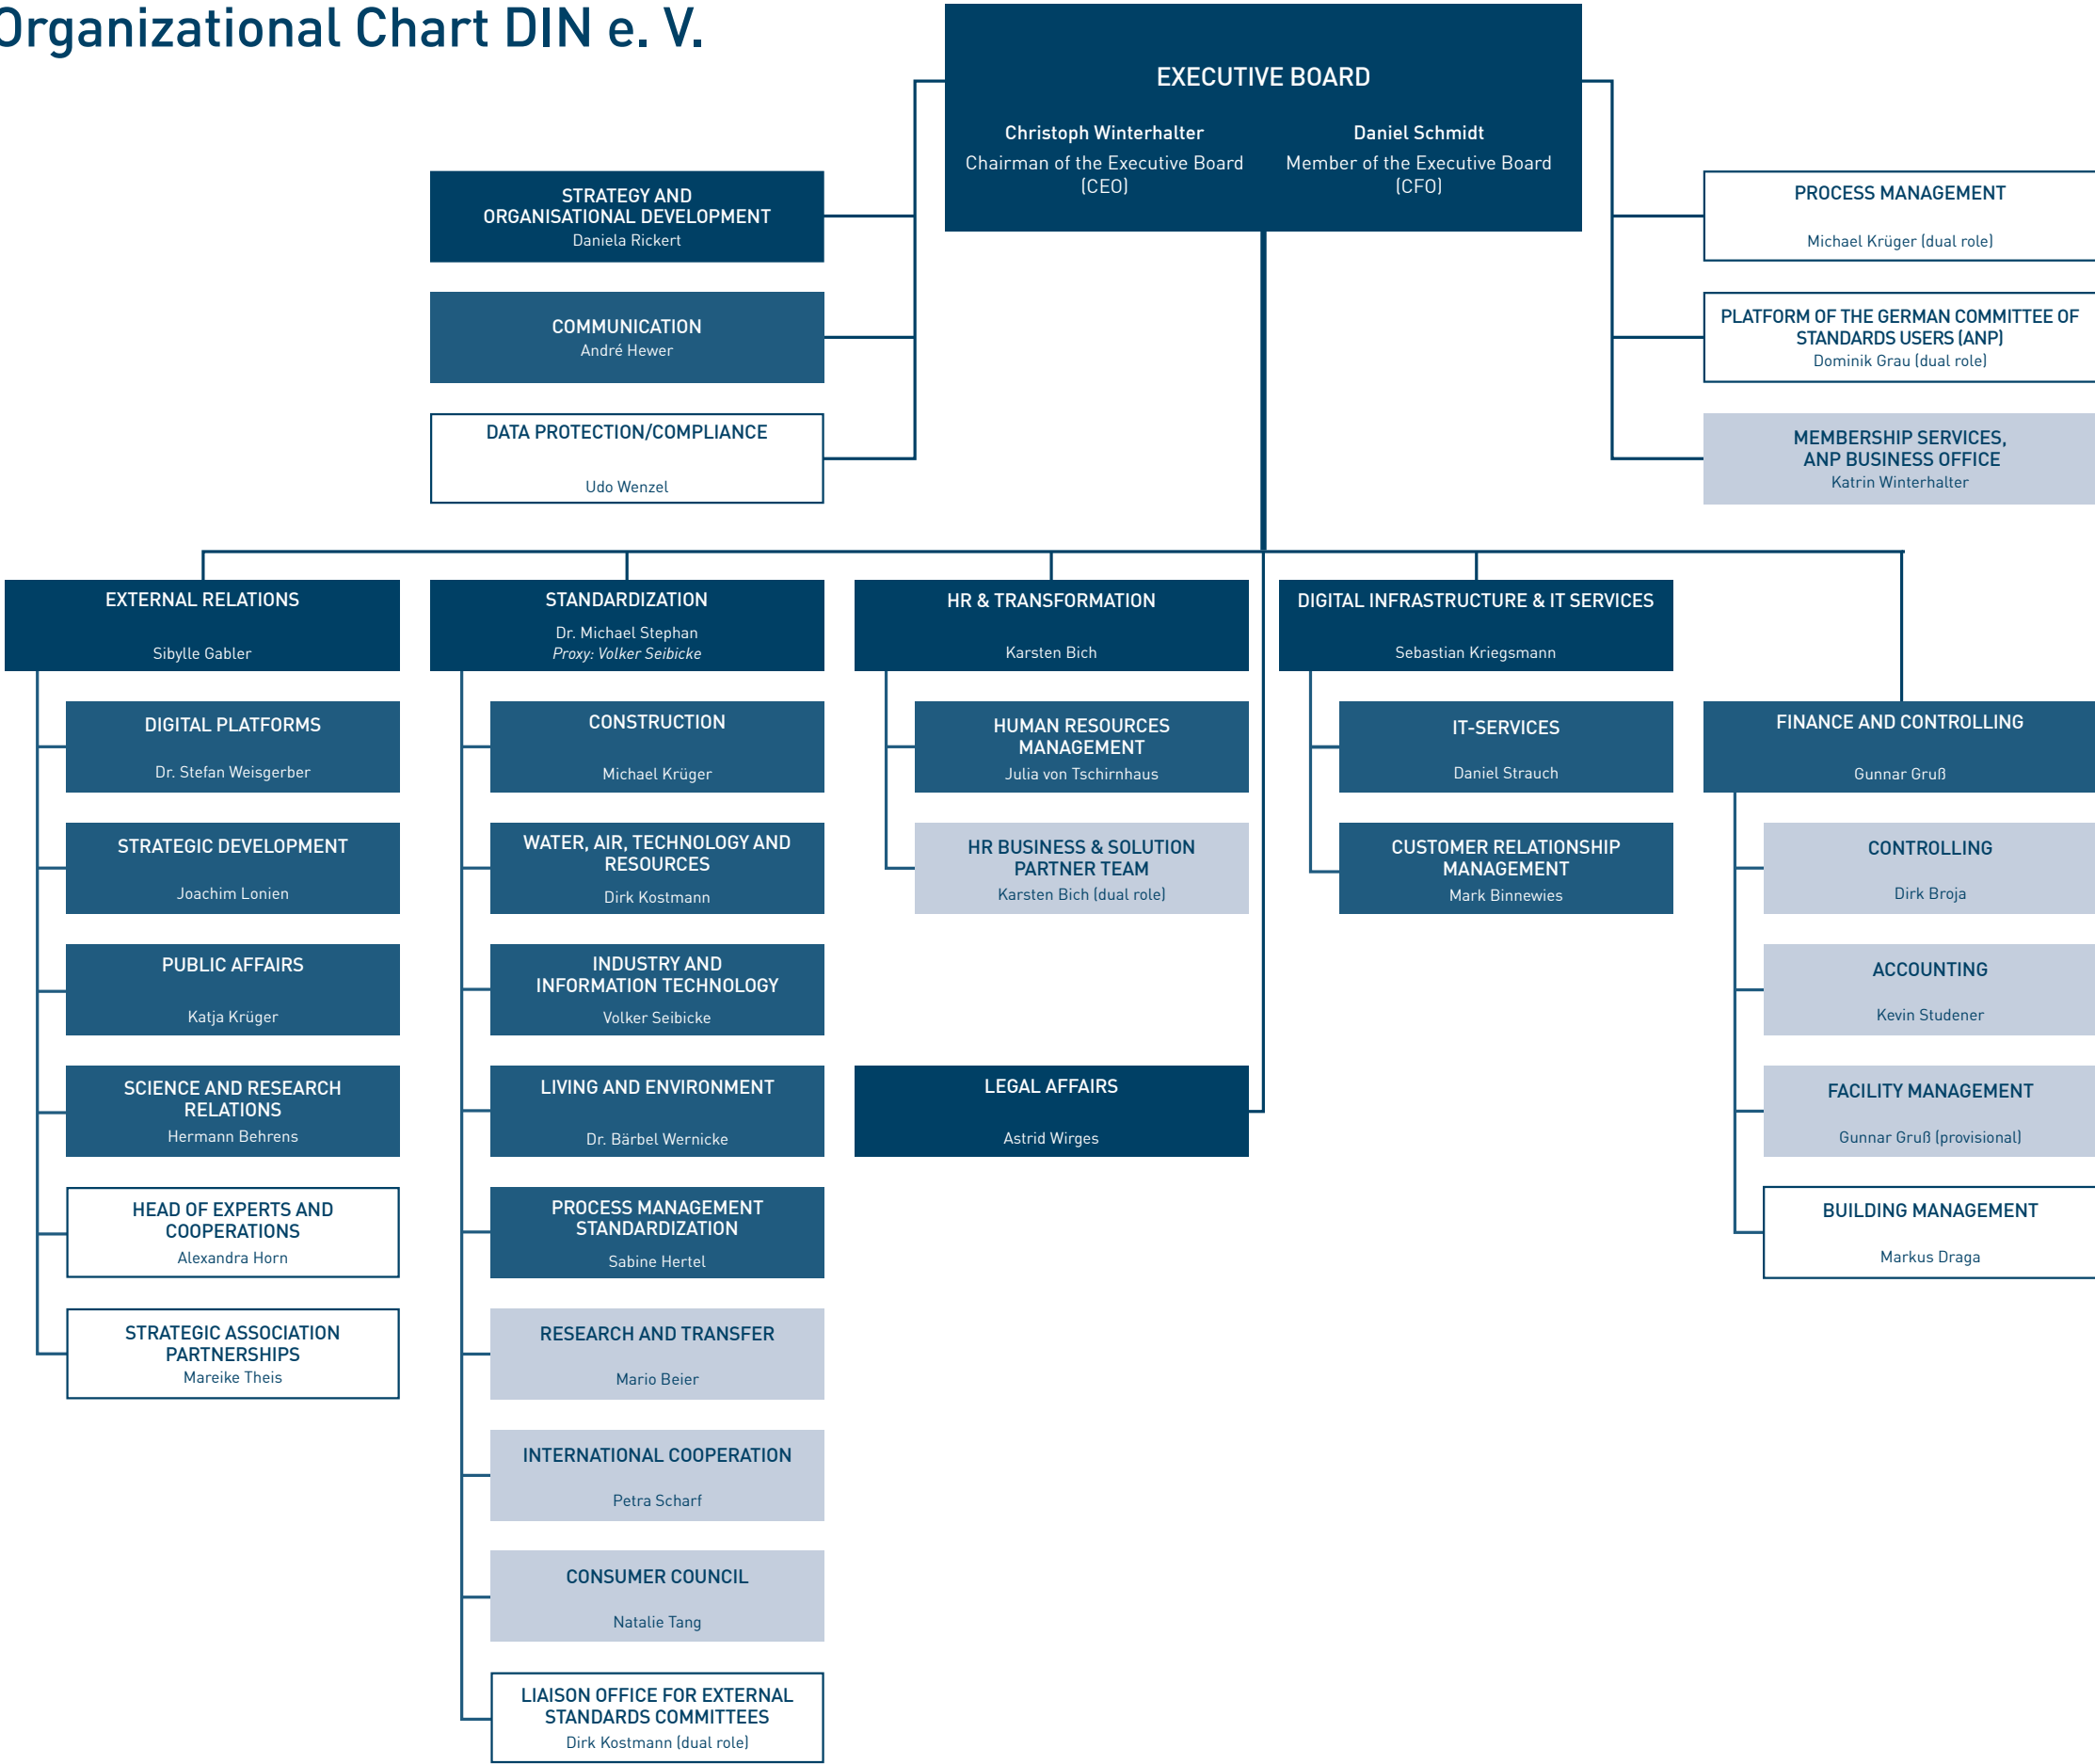 Organizational Chart DIN e. V.
EXECUTIVE BOARD
Christoph Winterhalter
Chairman of the Executive Board
(CEO)
Daniel Schmidt
Member of the Executive Board
(CFO)
STRATEGY AND
ORGANISATIONAL DEVELOPMENT
Daniela Rickert
COMMUNICATION
André Hewer
DATA PROTECTION/COMPLIANCE
Udo Wenzel
PROCESS MANAGEMENT
Michael Krüger (dual role)
PLATFORM OF THE GERMAN COMMITTEE OF
STANDARDS USERS (ANP)
Dominik Grau (dual role)
MEMBERSHIP SERVICES,
ANP BUSINESS OFFICE
Katrin Winterhalter
EXTERNAL RELATIONS
Sibylle Gabler
DIGITAL PLATFORMS
Dr. Stefan Weisgerber
STRATEGIC DEVELOPMENT
Joachim Lonien
PUBLIC AFFAIRS
Katja Krüger
SCIENCE AND RESEARCH
RELATIONS
Hermann Behrens
HEAD OF EXPERTS AND
COOPERATIONS
Alexandra Horn
STRATEGIC ASSOCIATION
PARTNERSHIPS
Mareike Theis
STANDARDIZATION
Dr. Michael Stephan
Proxy: Volker Seibicke
CONSTRUCTION
Michael Krüger
WATER, AIR, TECHNOLOGY AND
RESOURCES
Dirk Kostmann
INDUSTRY AND
INFORMATION TECHNOLOGY
Volker Seibicke
LIVING AND ENVIRONMENT
Dr. Bärbel Wernicke
PROCESS MANAGEMENT
STANDARDIZATION
Sabine Hertel
RESEARCH AND TRANSFER
Mario Beier
INTERNATIONAL COOPERATION
Petra Scharf
CONSUMER COUNCIL
Natalie Tang
LIAISON OFFICE FOR EXTERNAL
STANDARDS COMMITTEES
Dirk Kostmann (dual role)
HR & TRANSFORMATION
Karsten Bich
HUMAN RESOURCES
MANAGEMENT
Julia von Tschirnhaus
HR BUSINESS & SOLUTION
PARTNER TEAM
Karsten Bich (dual role)
LEGAL AFFAIRS
Astrid Wirges
DIGITAL INFRASTRUCTURE & IT SERVICES
Sebastian Kriegsmann
IT-SERVICES
Daniel Strauch
CUSTOMER RELATIONSHIP
MANAGEMENT
Mark Binnewies
FINANCE AND CONTROLLING
Gunnar Gruß
CONTROLLING
Dirk Broja
ACCOUNTING
Kevin Studener
FACILITY MANAGEMENT
Gunnar Gruß (provisional)
BUILDING MANAGEMENT
Markus Draga